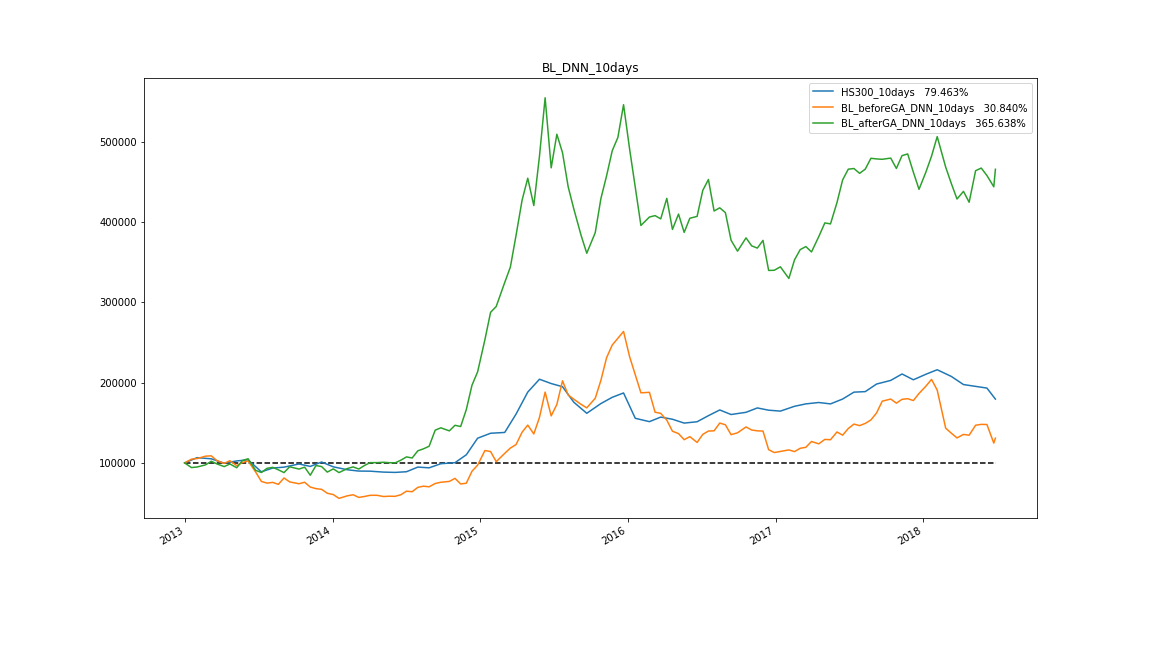 BL_DNN_10days
HS300_10days 79.463%
BL_beforeGA_DNN_10days 30.840%
BL_afterGA_DNN_10days 365.638%
500000
400000
300000
200000
100000
2013
2014
2015
2016
2017
2018